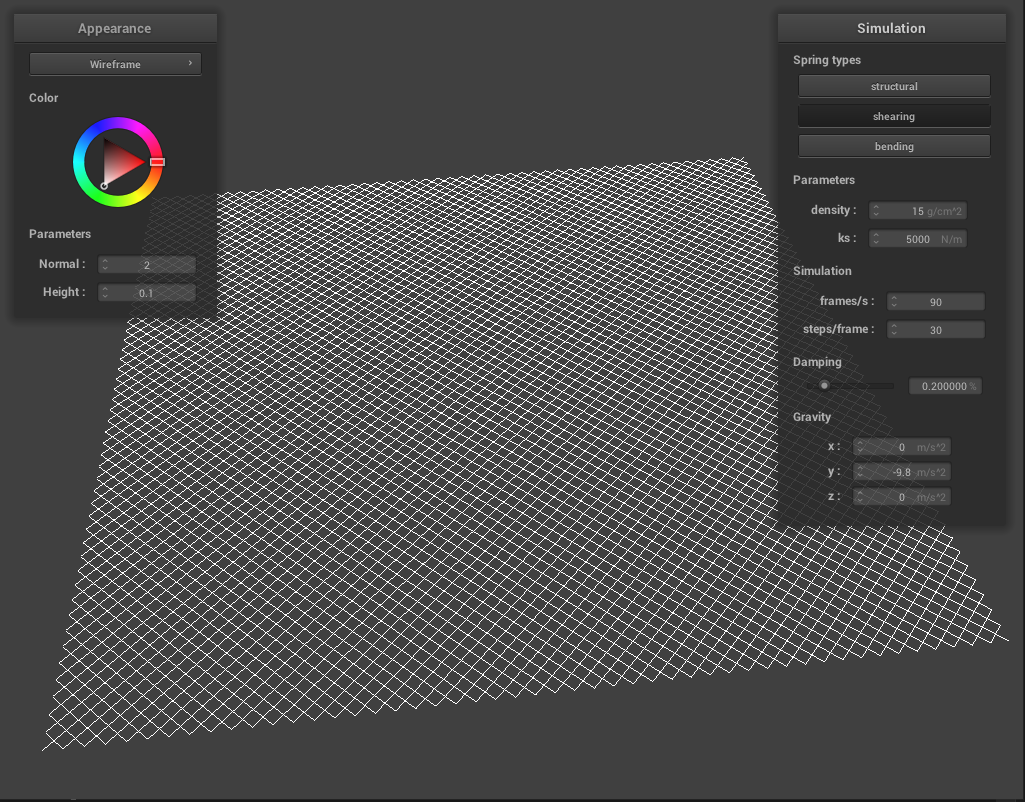 Appearance
Wireframe
Color
Parameters
Normal : 2
Height : 0.1
Simulation
Spring types
structural
shearing
bending
Parameters
density : 15 g/cm^2
ks : 5000 N/m
Simulation
frames/s : 90
steps/frame : 30
Damping
0.200000 %
Gravity
x : 0 m/s^2
y : -9.8 m/s^2
z : 0 m/s^2